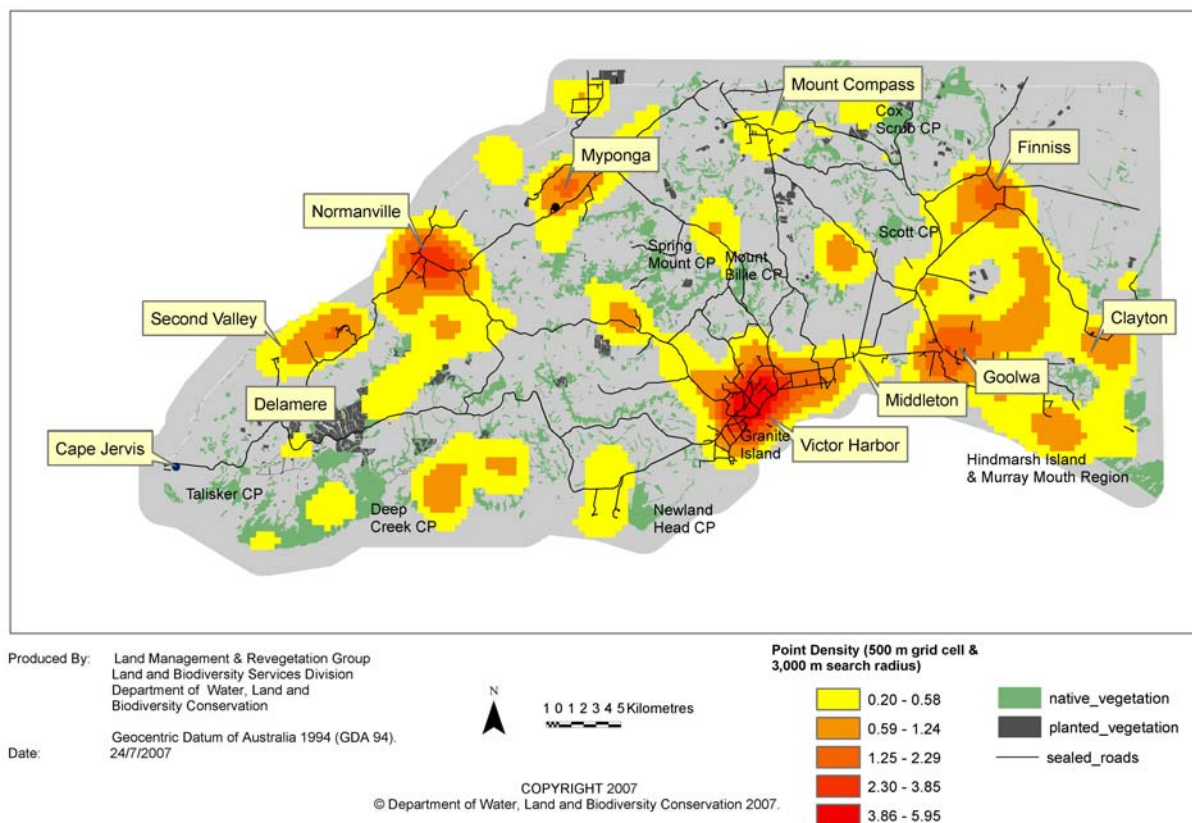 Mount Compass
Cox
Scrub CP
Finniss
Myponga
Normanville
Scott CP
Spring
Mount CP
Mount
Billie CP
Second Valley
Clayton
Delamere
Goolwa
Middleton
Cape Jervis
Granite
Island
Victor Harbor
Hindmarsh Island
& Murray Mouth Region
Talisker CP
Deep
Creek CP
Newland
Head CP
Produced By: Land Management & Revegetation Group
Land and Biodiversity Services Division
Department of Water, Land and
Biodiversity Conservation
Geocentric Datum of Australia 1994 (GDA 94).
Date: 24/7/2007
N
1 0 1 2 3 4 5 Kilometres
COPYRIGHT 2007
© Department of Water, Land and Biodiversity Conservation 2007.
Point Density (500 m grid cell &
3,000 m search radius)
0.20 - 0.58
0.59 - 1.24
1.25 - 2.29
2.30 - 3.85
3.86 - 5.95
native_vegetation
planted_vegetation
sealed_roads